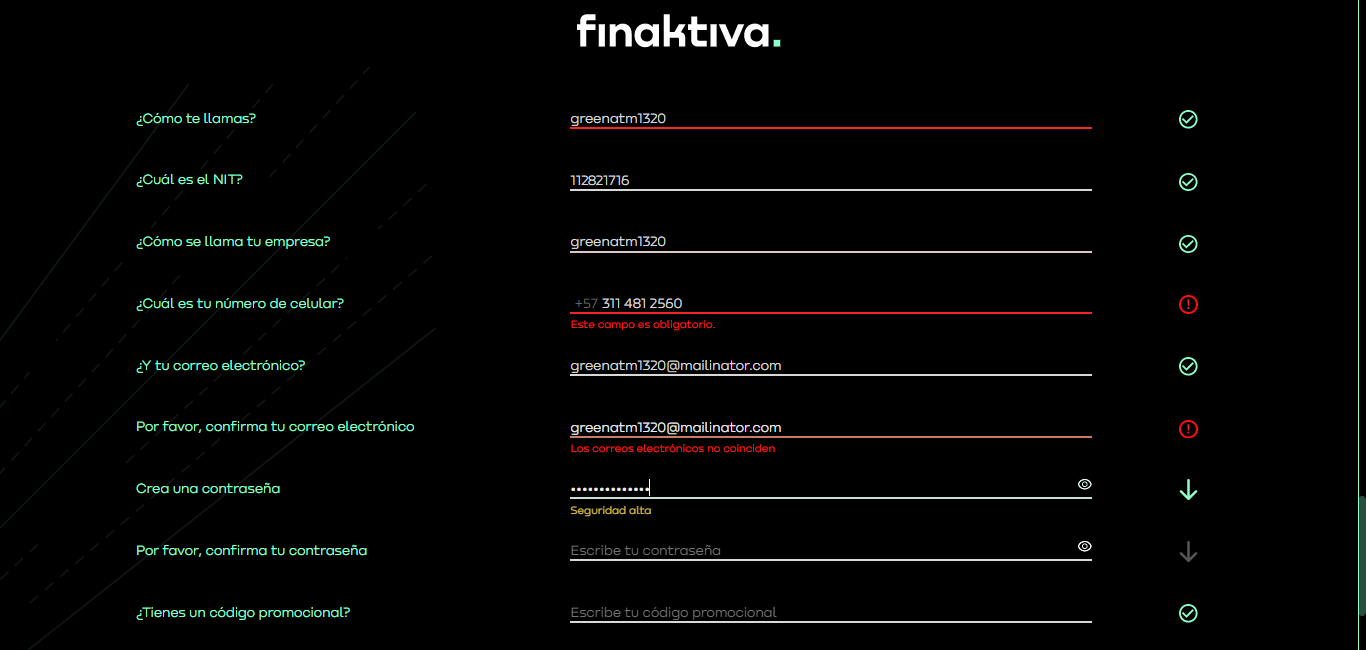 finaktiva.
¿Cómo te llamas?
greenatm1320
¿Cuál es el NIT?
112821716
¿Cómo se llama tu empresa?
greenatm1320
¿Cuál es tu número de celular?
+57 311 481 2560
Este campo es obligatorio.
¿Y tu correo electrónico?
greenatm1320@mailinator.com
Por favor, confirma tu correo electrónico
greenatm1320@mailinator.com
Los correos electrónicos no coinciden
Crea una contraseña
••••••••••••••
Seguridad alta
Por favor, confirma tu contraseña
Escribe tu contraseña
¿Tienes un código promocional?
Escribe tu código promocional